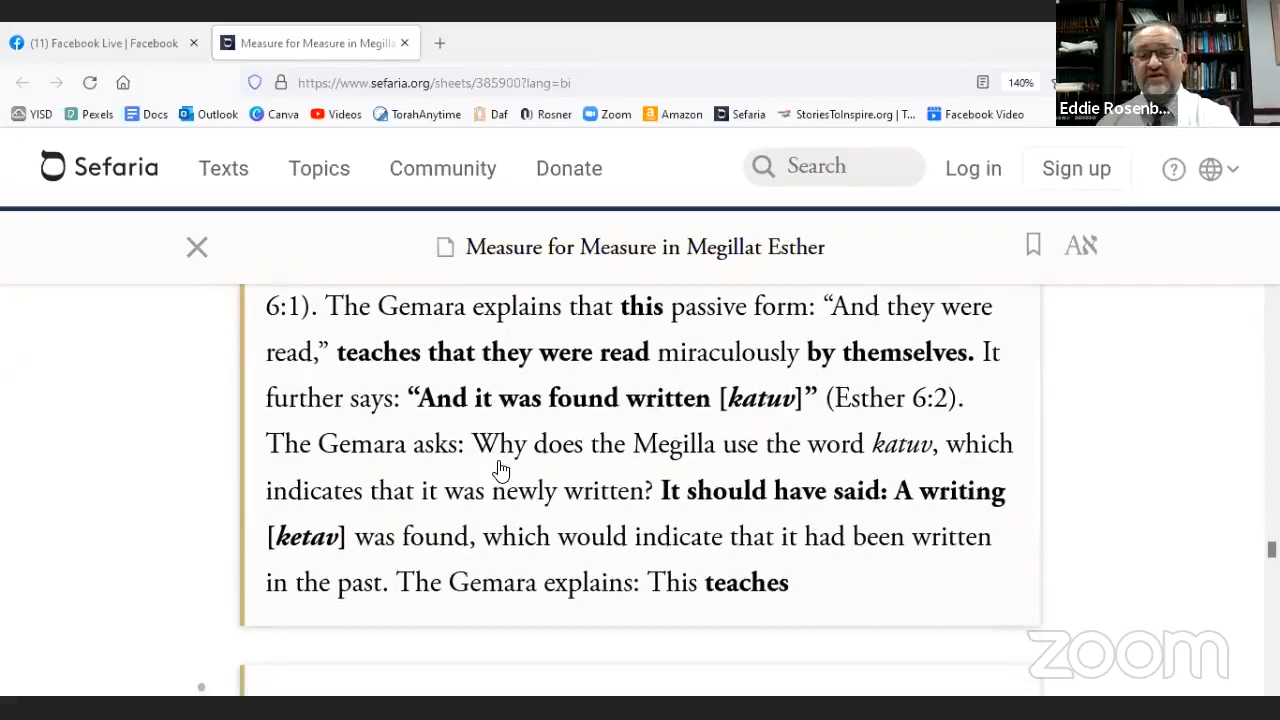 (11) Facebook Live | Facebook
Measure for Measure in Megilla
https://www.sefaria.org/sheets/385900?lang=bi
140%
YISD Pexels Docs Outlook Canva Videos TorahAnytime Daf Rosner Zoom Amazon Sefaria StoriesToInspire.org | T... Facebook Video
Eddie Rosenb...
Sefaria Texts Topics Community Donate Search Log in Sign up
Measure for Measure in Megillat Esther
Aא
6:1). The Gemara explains that this passive form: “And they were
read,” teaches that they were read miraculously by themselves. It
further says: “And it was found written [katuv]” (Esther 6:2).
The Gemara asks: Why does the Megilla use the word katuv, which
indicates that it was newly written? It should have said: A writing
[ketav] was found, which would indicate that it had been written
in the past. The Gemara explains: This teaches
zoom